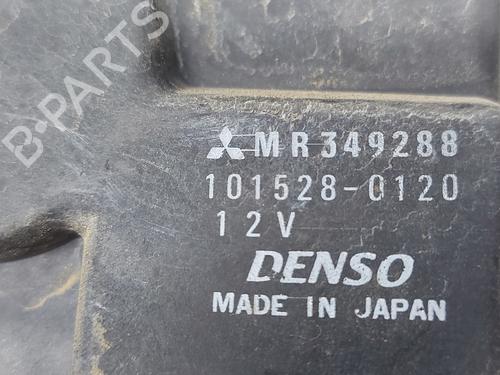 B-PARTS
MR349288
101528-0120
12V
DENSO
MADE IN JAPAN